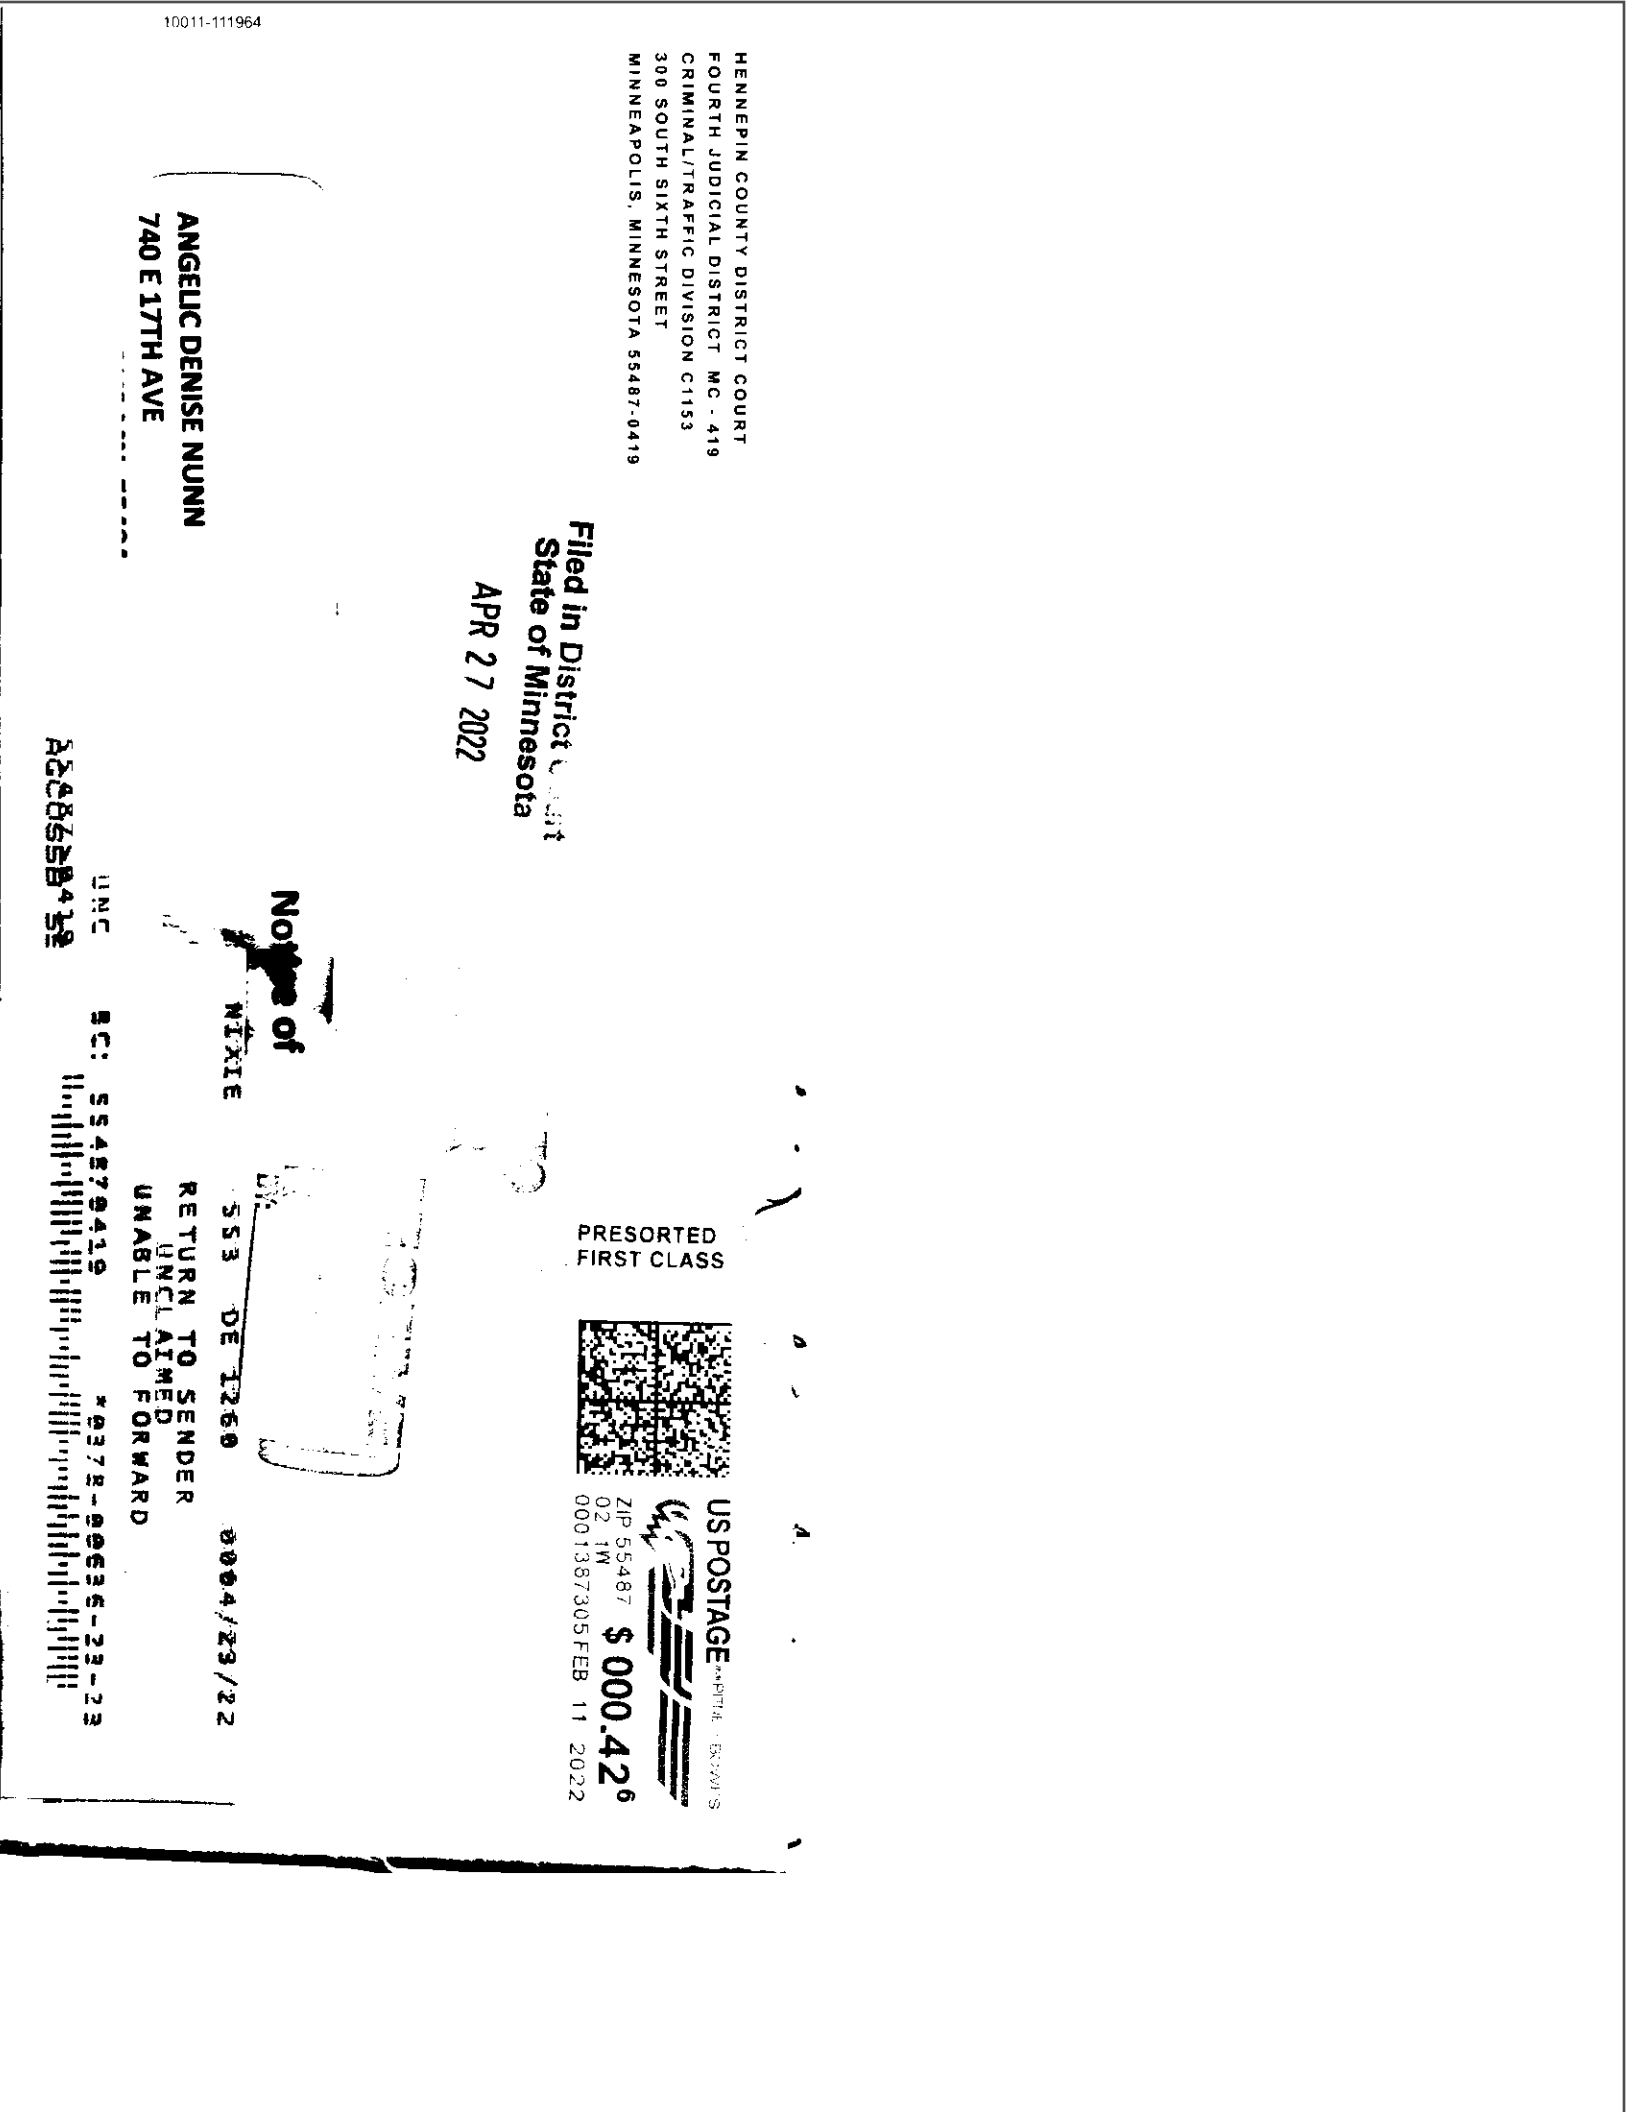 10011-111964
HENNEPIN COUNTY DISTRICT COURT
FOURTH JUDICIAL DISTRICT MC - 419
CRIMINAL/TRAFFIC DIVISION C1153
300 SOUTH SIXTH STREET
MINNEAPOLIS, MINNESOTA 55487-0419
PRESORTED
FIRST CLASS
US POSTAGE
ZIP 55487 $ 000.42⁶
02 1W
0001387305 FEB 11 2022
Filed in District
State of Minnesota
APR 27 2022
Notice of
ANGELIC DENISE NUNN
740 E 17TH AVE
NIXIE 553 DE 1260 0004/23/22
RETURN TO SENDER
UNCLAIMED
UNABLE TO FORWARD
UNC BC: 554870419